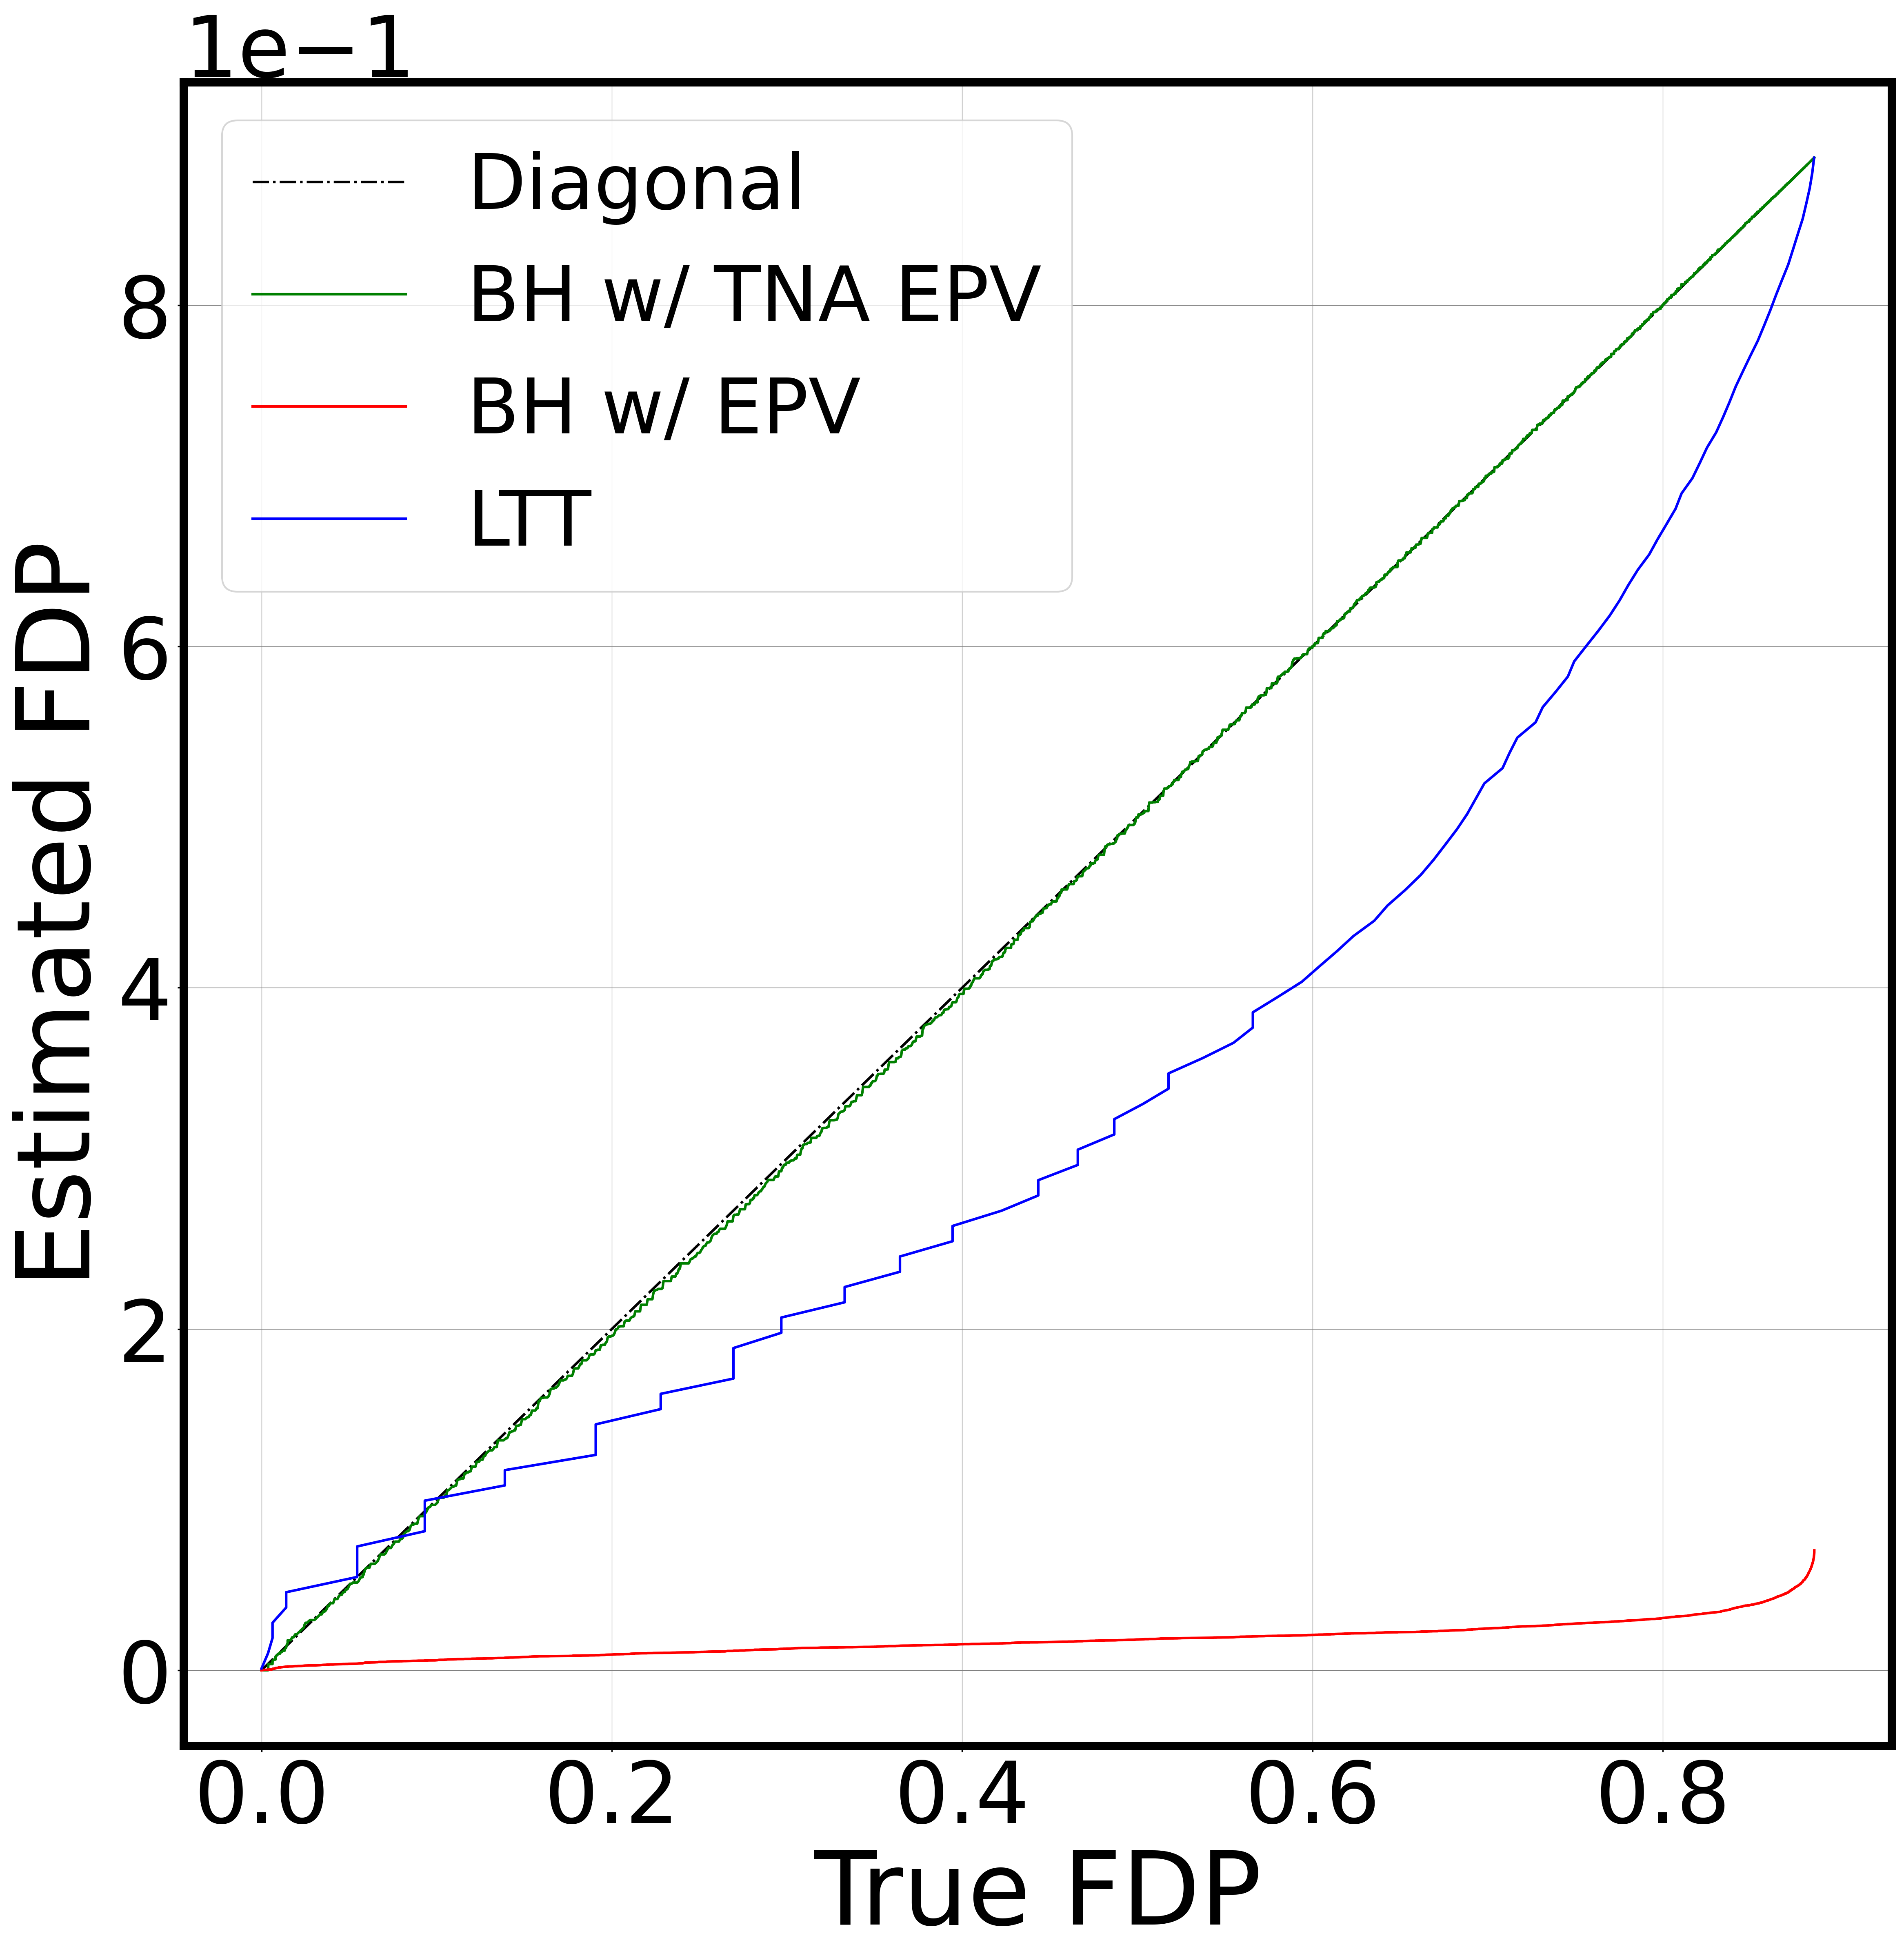 1e−1
Diagonal
BH w/ TNA EPV
BH w/ EPV
LTT
Estimated FDP
8
6
4
2
0
0.0 0.2 0.4 0.6 0.8
True FDP